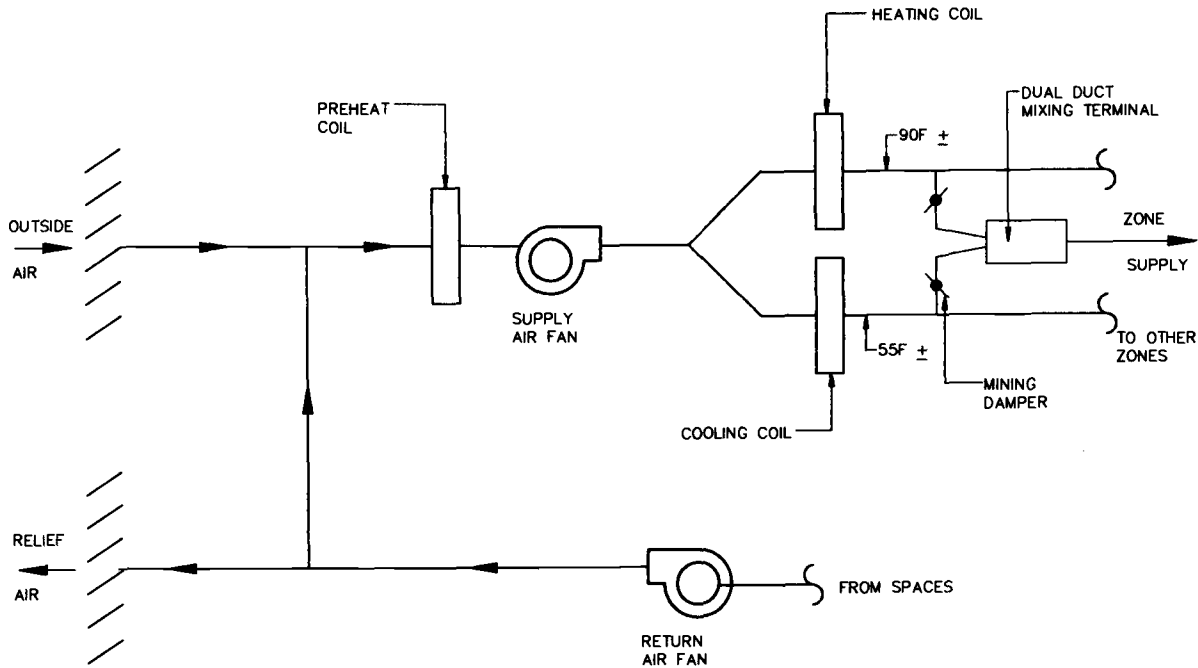 HEATING COIL
PREHEAT
COIL
DUAL DUCT
MIXING TERMINAL
90F ±
OUTSIDE
AIR
ZONE
SUPPLY
SUPPLY
AIR FAN
55F ±
TO OTHER
ZONES
MINING
DAMPER
COOLING COIL
RELIEF
AIR
FROM SPACES
RETURN
AIR FAN